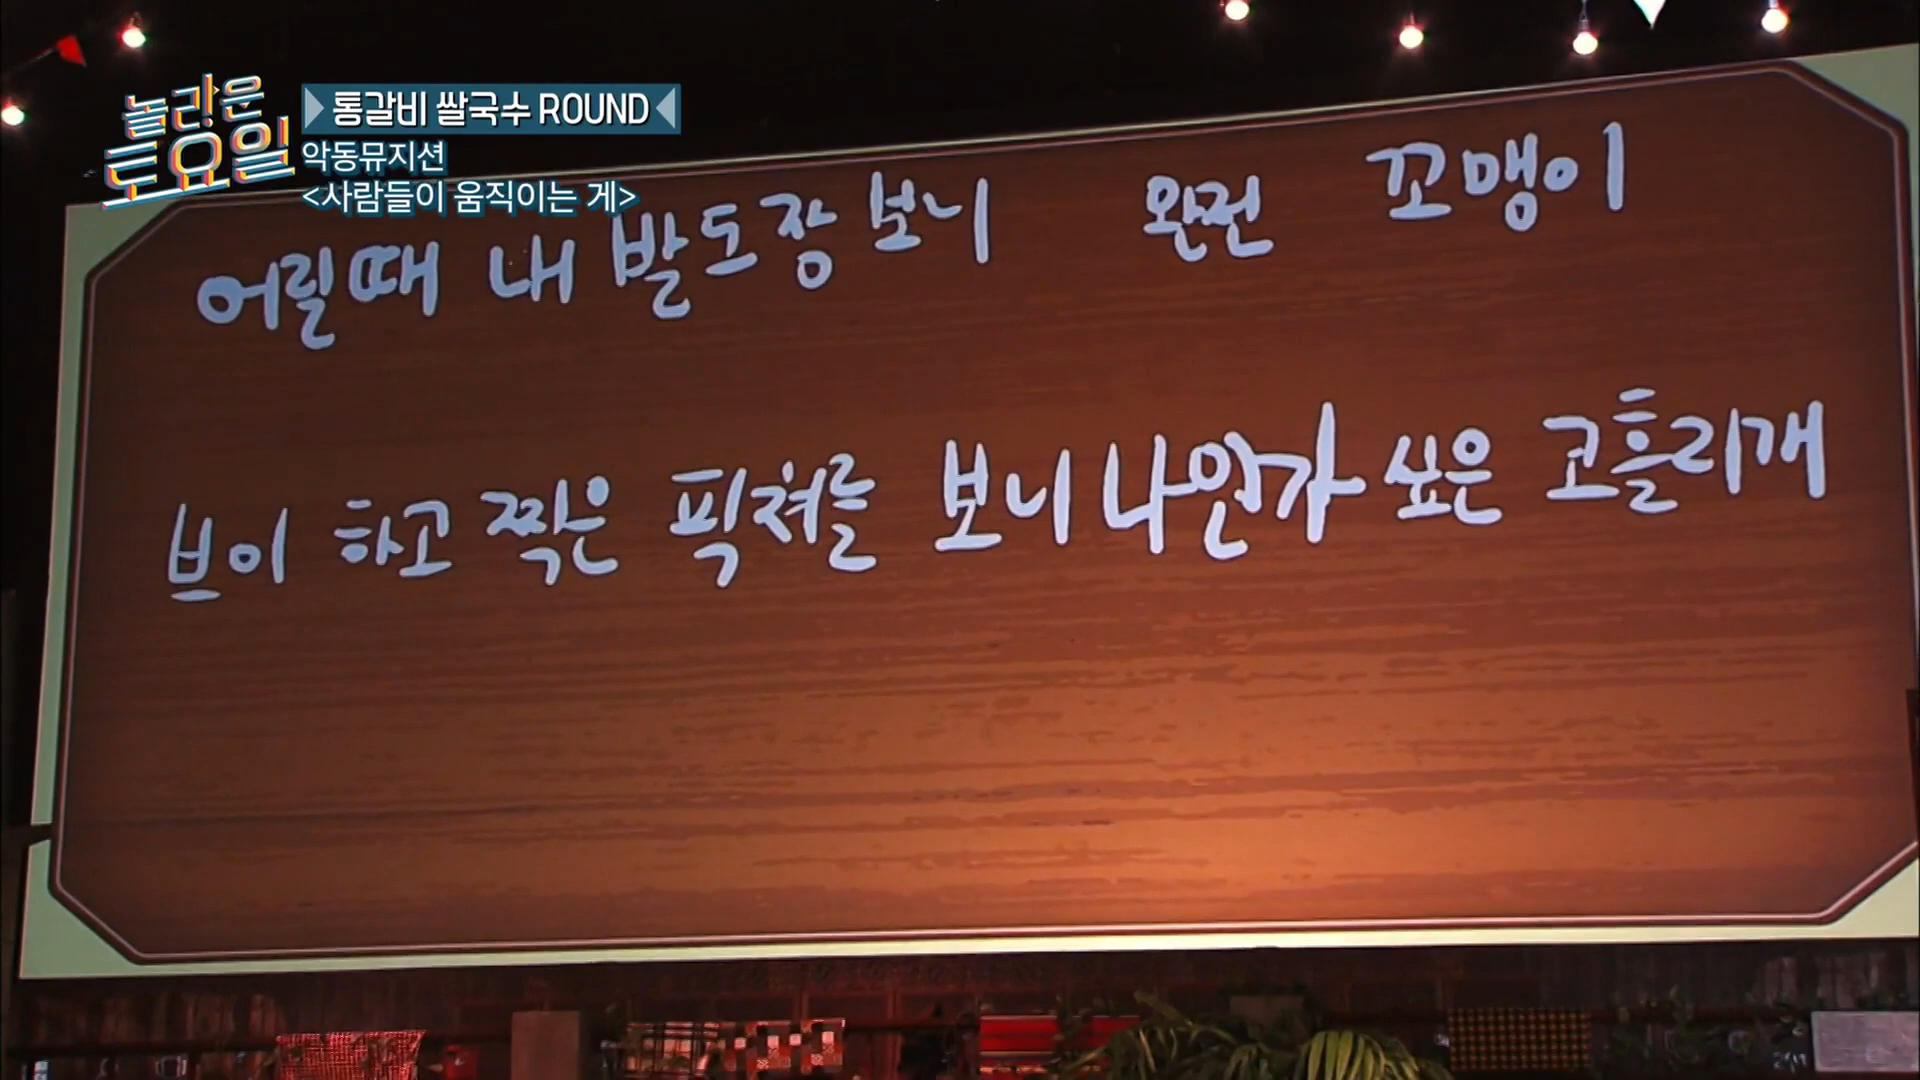 놀라운
토요일
통갈비 쌀국수 ROUND
악동뮤지션
<사람들이 움직이는 게>
어릴때 내 발도장 보니 완전 꼬맹이
브이 하고 찍은 픽쳐를 보니 나인가 싶은 고흘리개